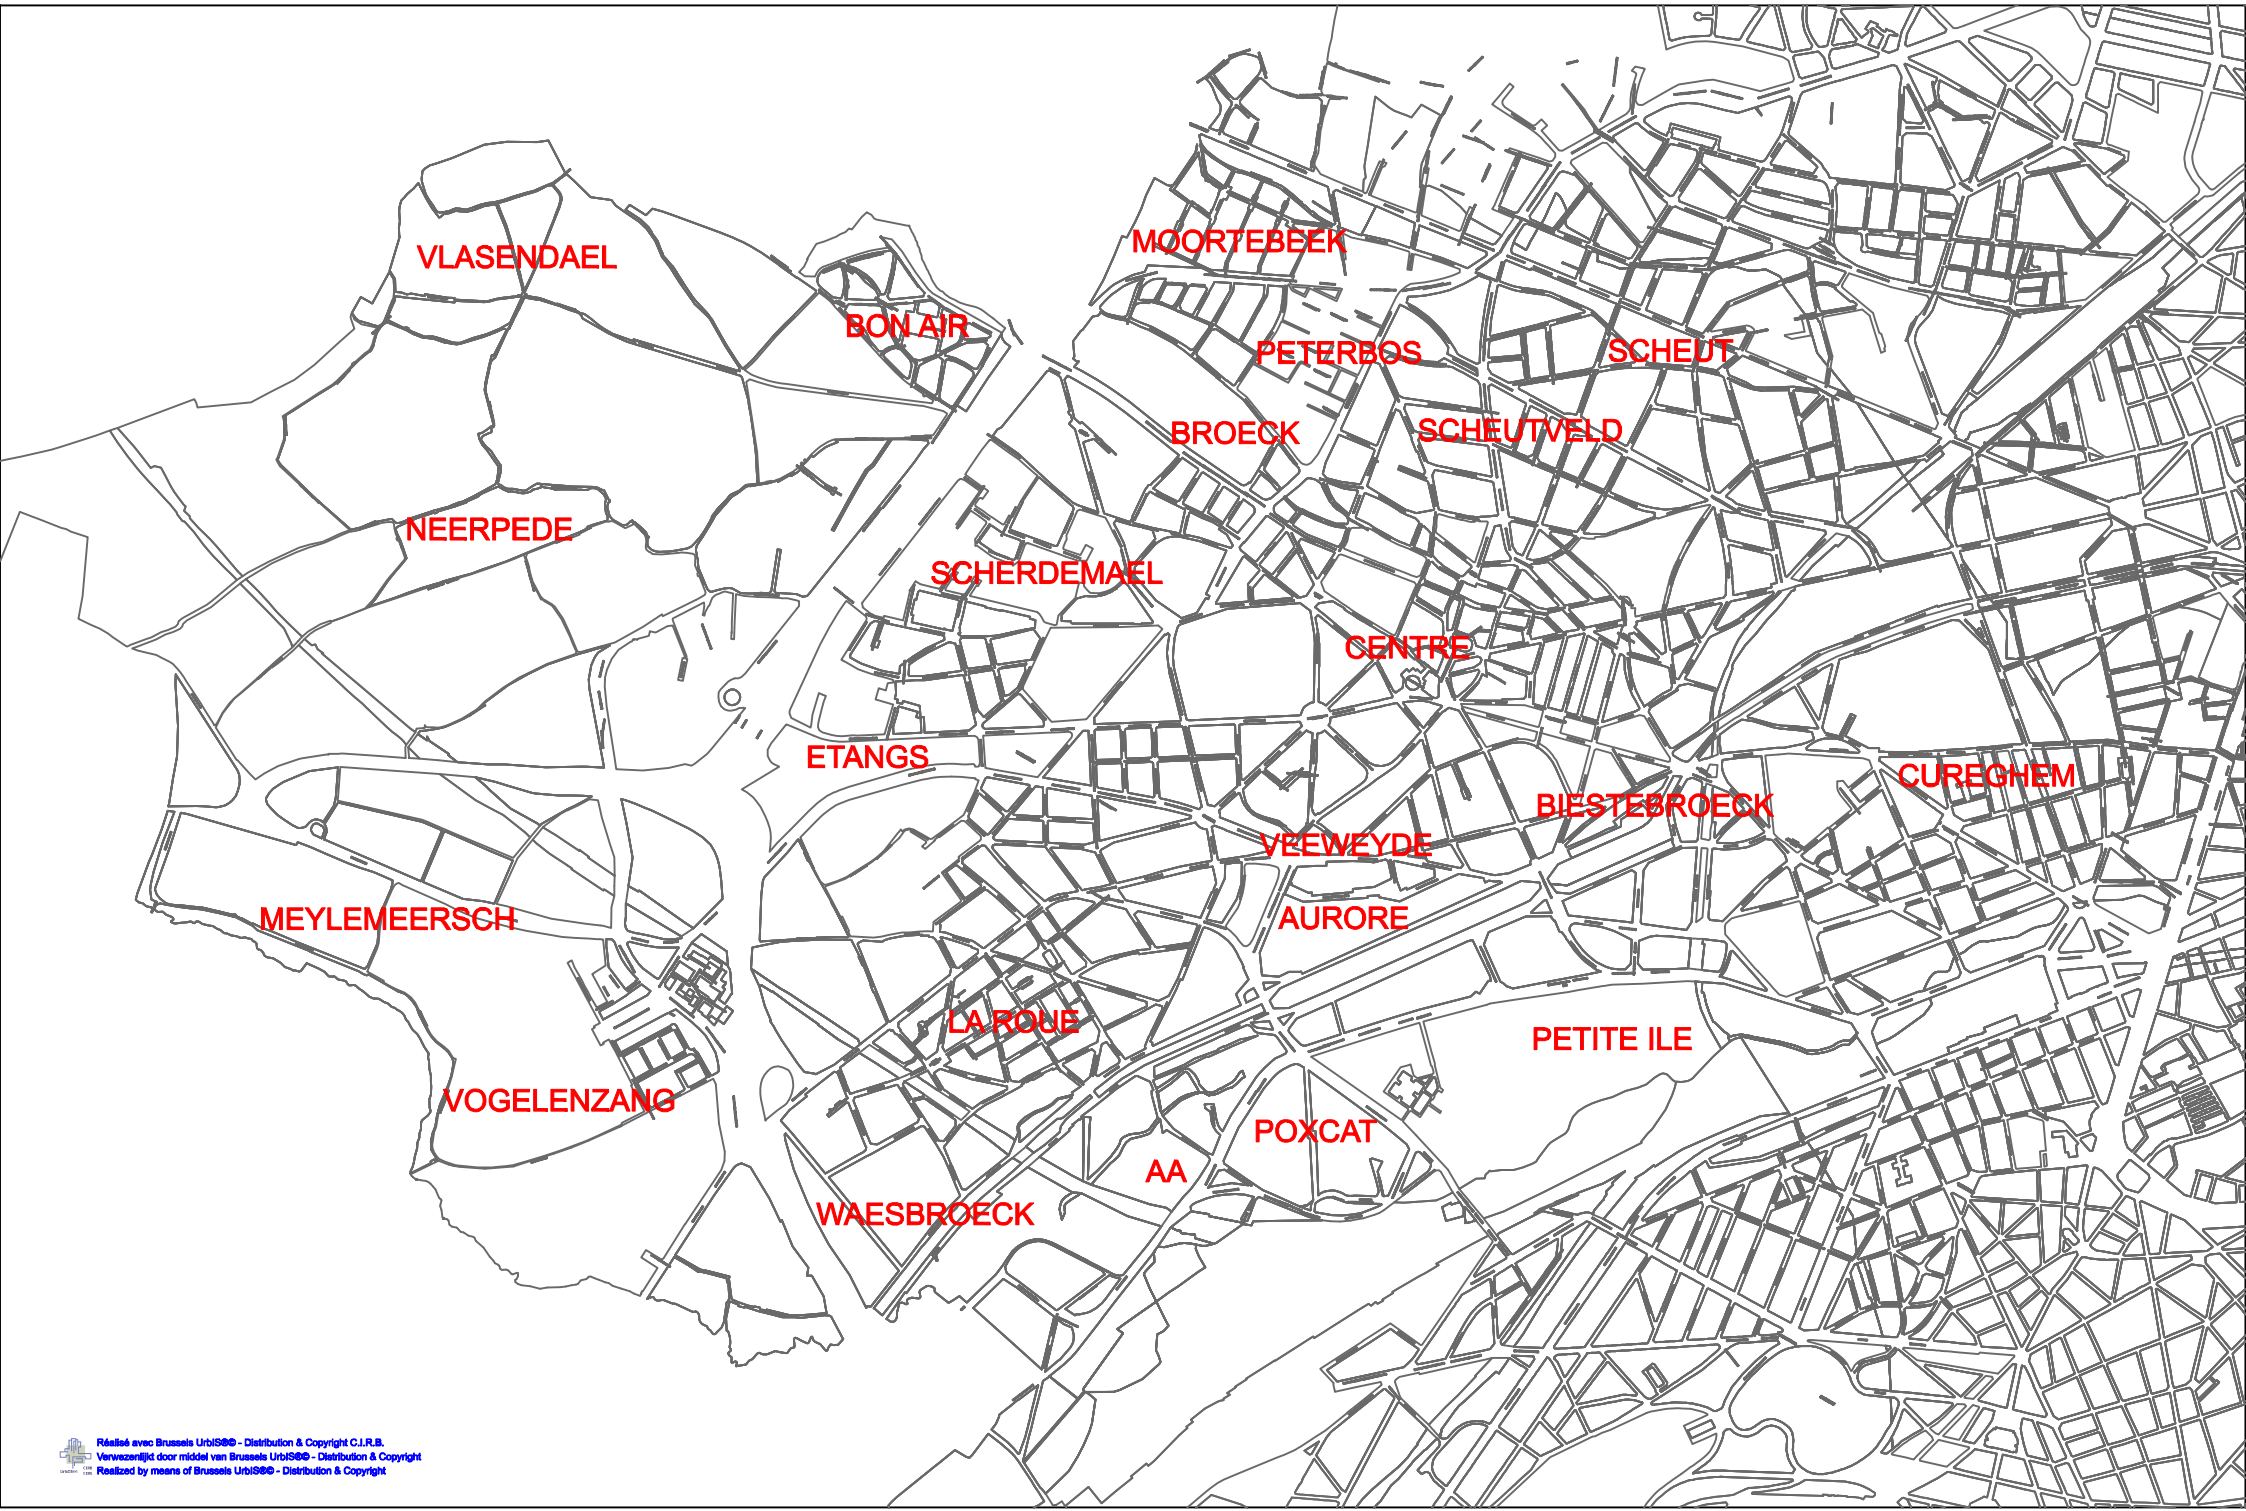 MOORTEBEEK
VLASENDAEL
BON AIR
PETERBOS
SCHEUT
BROECK
SCHEUTVELD
NEERPEDE
SCHERDEMAEL
CENTRE
ETANGS
CUREGHEM
BIESTEBROECK
VEEWEYDE
MEYLEMEERSCH
AURORE
LA ROUE
PETITE ILE
VOGELENZANG
POXCAT
AA
WAESBROECK
Réalisé avec Brussels UrbIS®© - Distribution & Copyright C.I.R.B.
Verwezenlijkt door middel van Brussels UrbIS®© - Distribution & Copyright
Realized by means of Brussels UrbIS®© - Distribution & Copyright